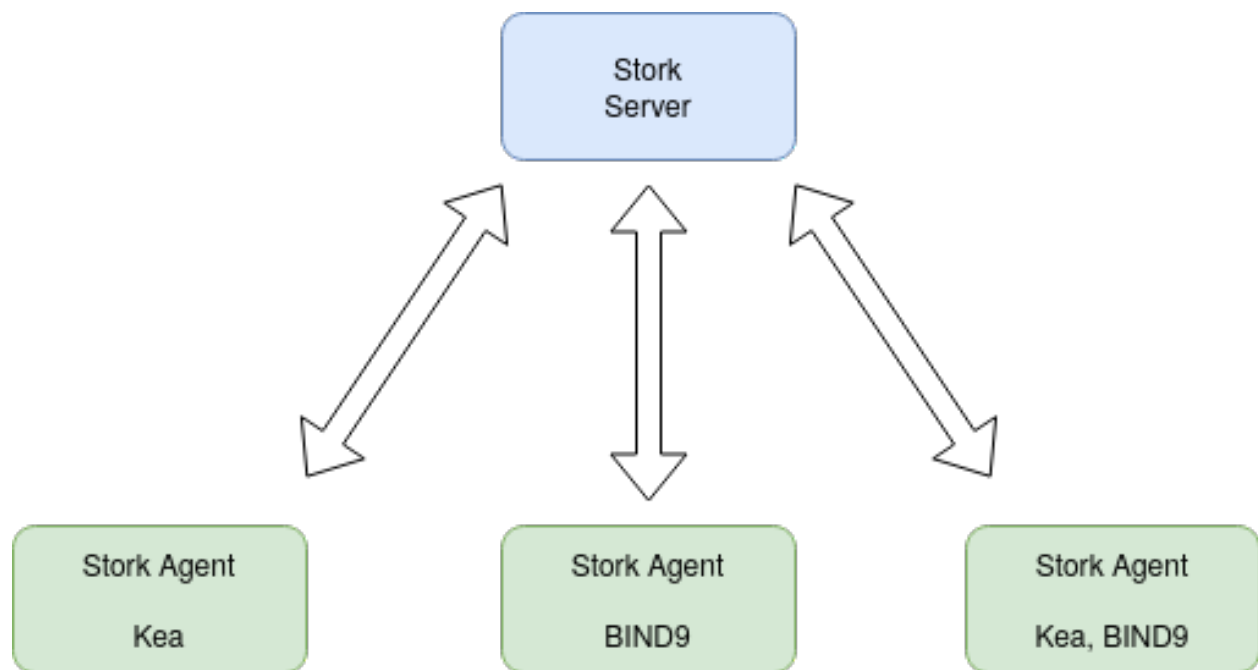 Stork
Server
Stork Agent
Kea
Stork Agent
BIND9
Stork Agent
Kea, BIND9